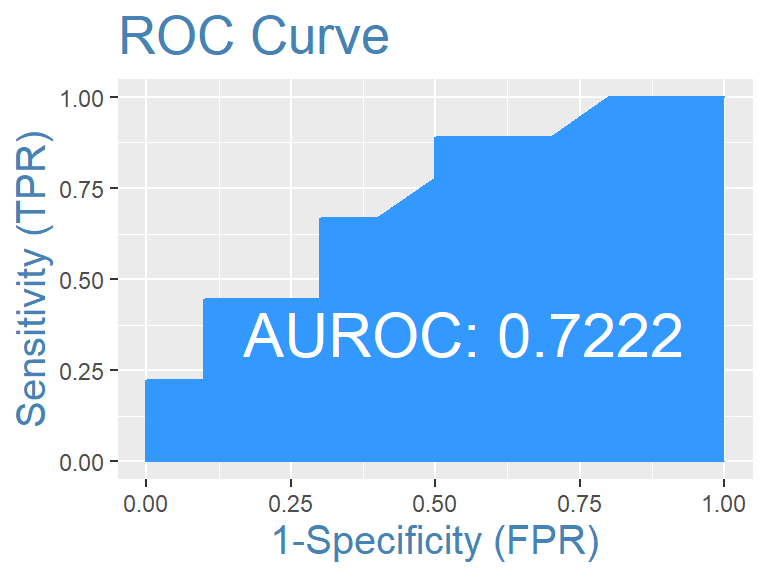 ROC Curve
Sensitivity (TPR)
1.00
0.75
0.50
0.25
0.00
AUROC: 0.7222
0.00 0.25 0.50 0.75 1.00
1-Specificity (FPR)